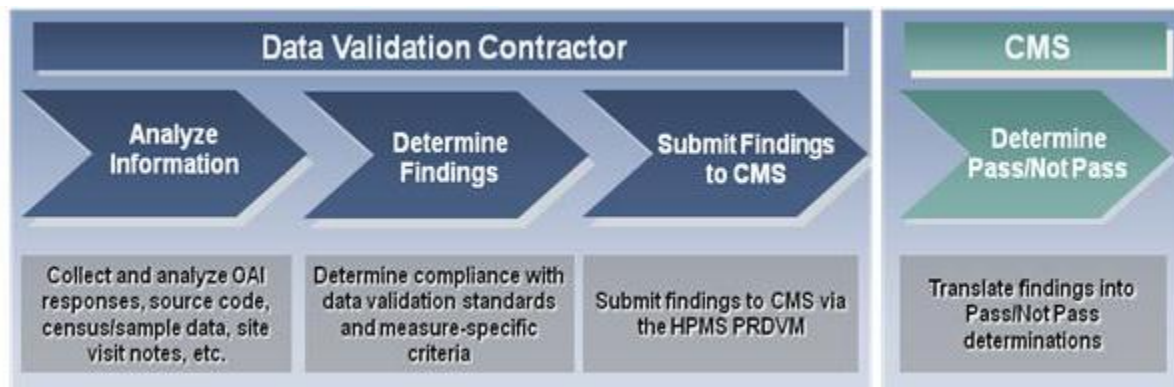 Data Validation Contractor
CMS
Analyze
Information
Determine
Findings
Submit Findings
to CMS
Determine
Pass/Not Pass
Collect and analyze OAI
responses, source code,
census/sample data, site
visit notes, etc.
Determine compliance with
data validation standards
and measure-specific
criteria
Submit findings to CMS via
the HPMS PRDVM
Translate findings into
Pass/Not Pass
determinations